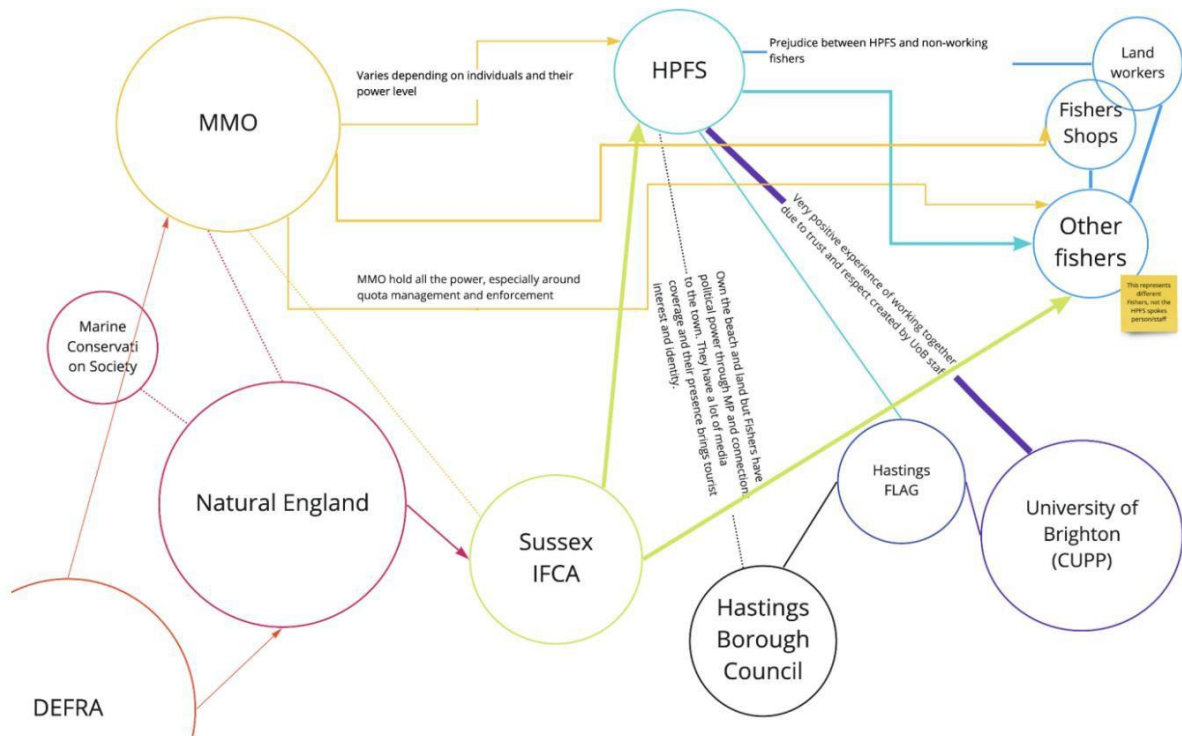 MMO
Varies depending on individuals and their
power level
HPFS
Prejudice between HPFS and non-working
fishers
Land
workers
Fishers
Shops
Other
fishers
This represents
different
Fishers, not the
HPFS spokes
person/staff
MMO hold all the power, especially around
quota management and enforcement
Very positive experience of working together
due to trust and respect created by UoB staf
Own the beach and land but Fishers have
political power through MP and connection
to the town. They have a lot of media
coverage and their presence brings tourist
interest and identity.
Marine
Conservati
on Society
Natural England
Sussex
IFCA
Hastings
FLAG
University of
Brighton
(CUPP)
Hastings
Borough
Council
DEFRA